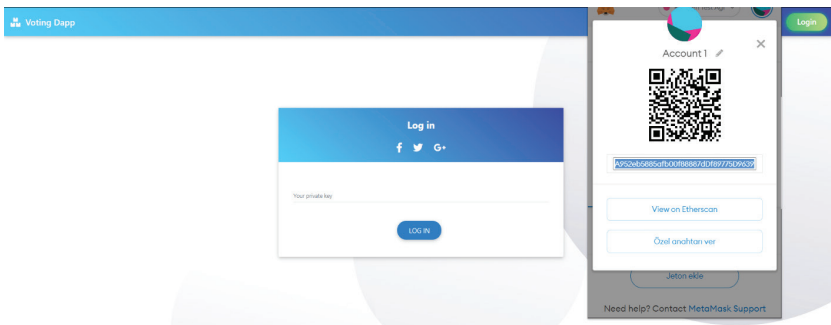 Voting Dapp
Login
Log in
G+
Your private key
LOG IN
Account 1
A952eb5885afb00f88887dDf89775D9639
View on Etherscan
Özel anahtarı ver
Jeton ekle
Need help? Contact MetaMask Support